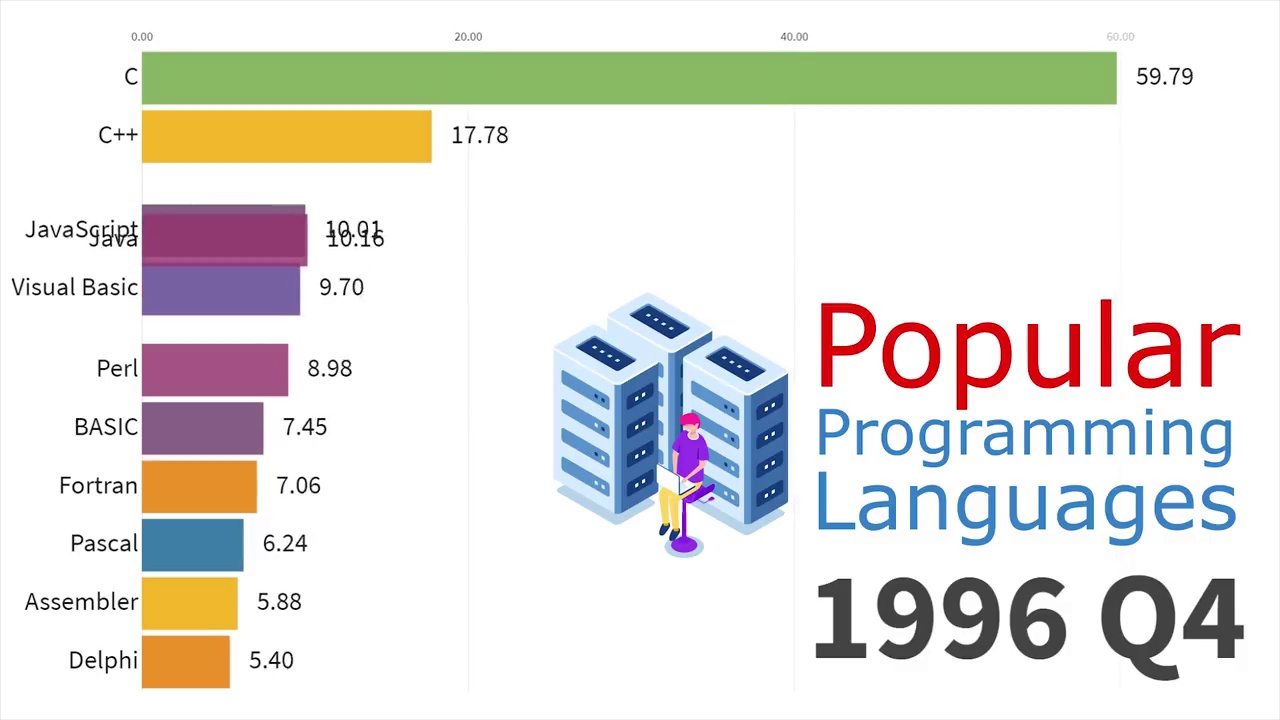 0.00 20.00 40.00 60.00
C 59.79
C++ 17.78
JavaScript 10.01
Java 10.16
Visual Basic 9.70
Perl 8.98
BASIC 7.45
Fortran 7.06
Pascal 6.24
Assembler 5.88
Delphi 5.40
Popular
Programming
Languages
1996 Q4